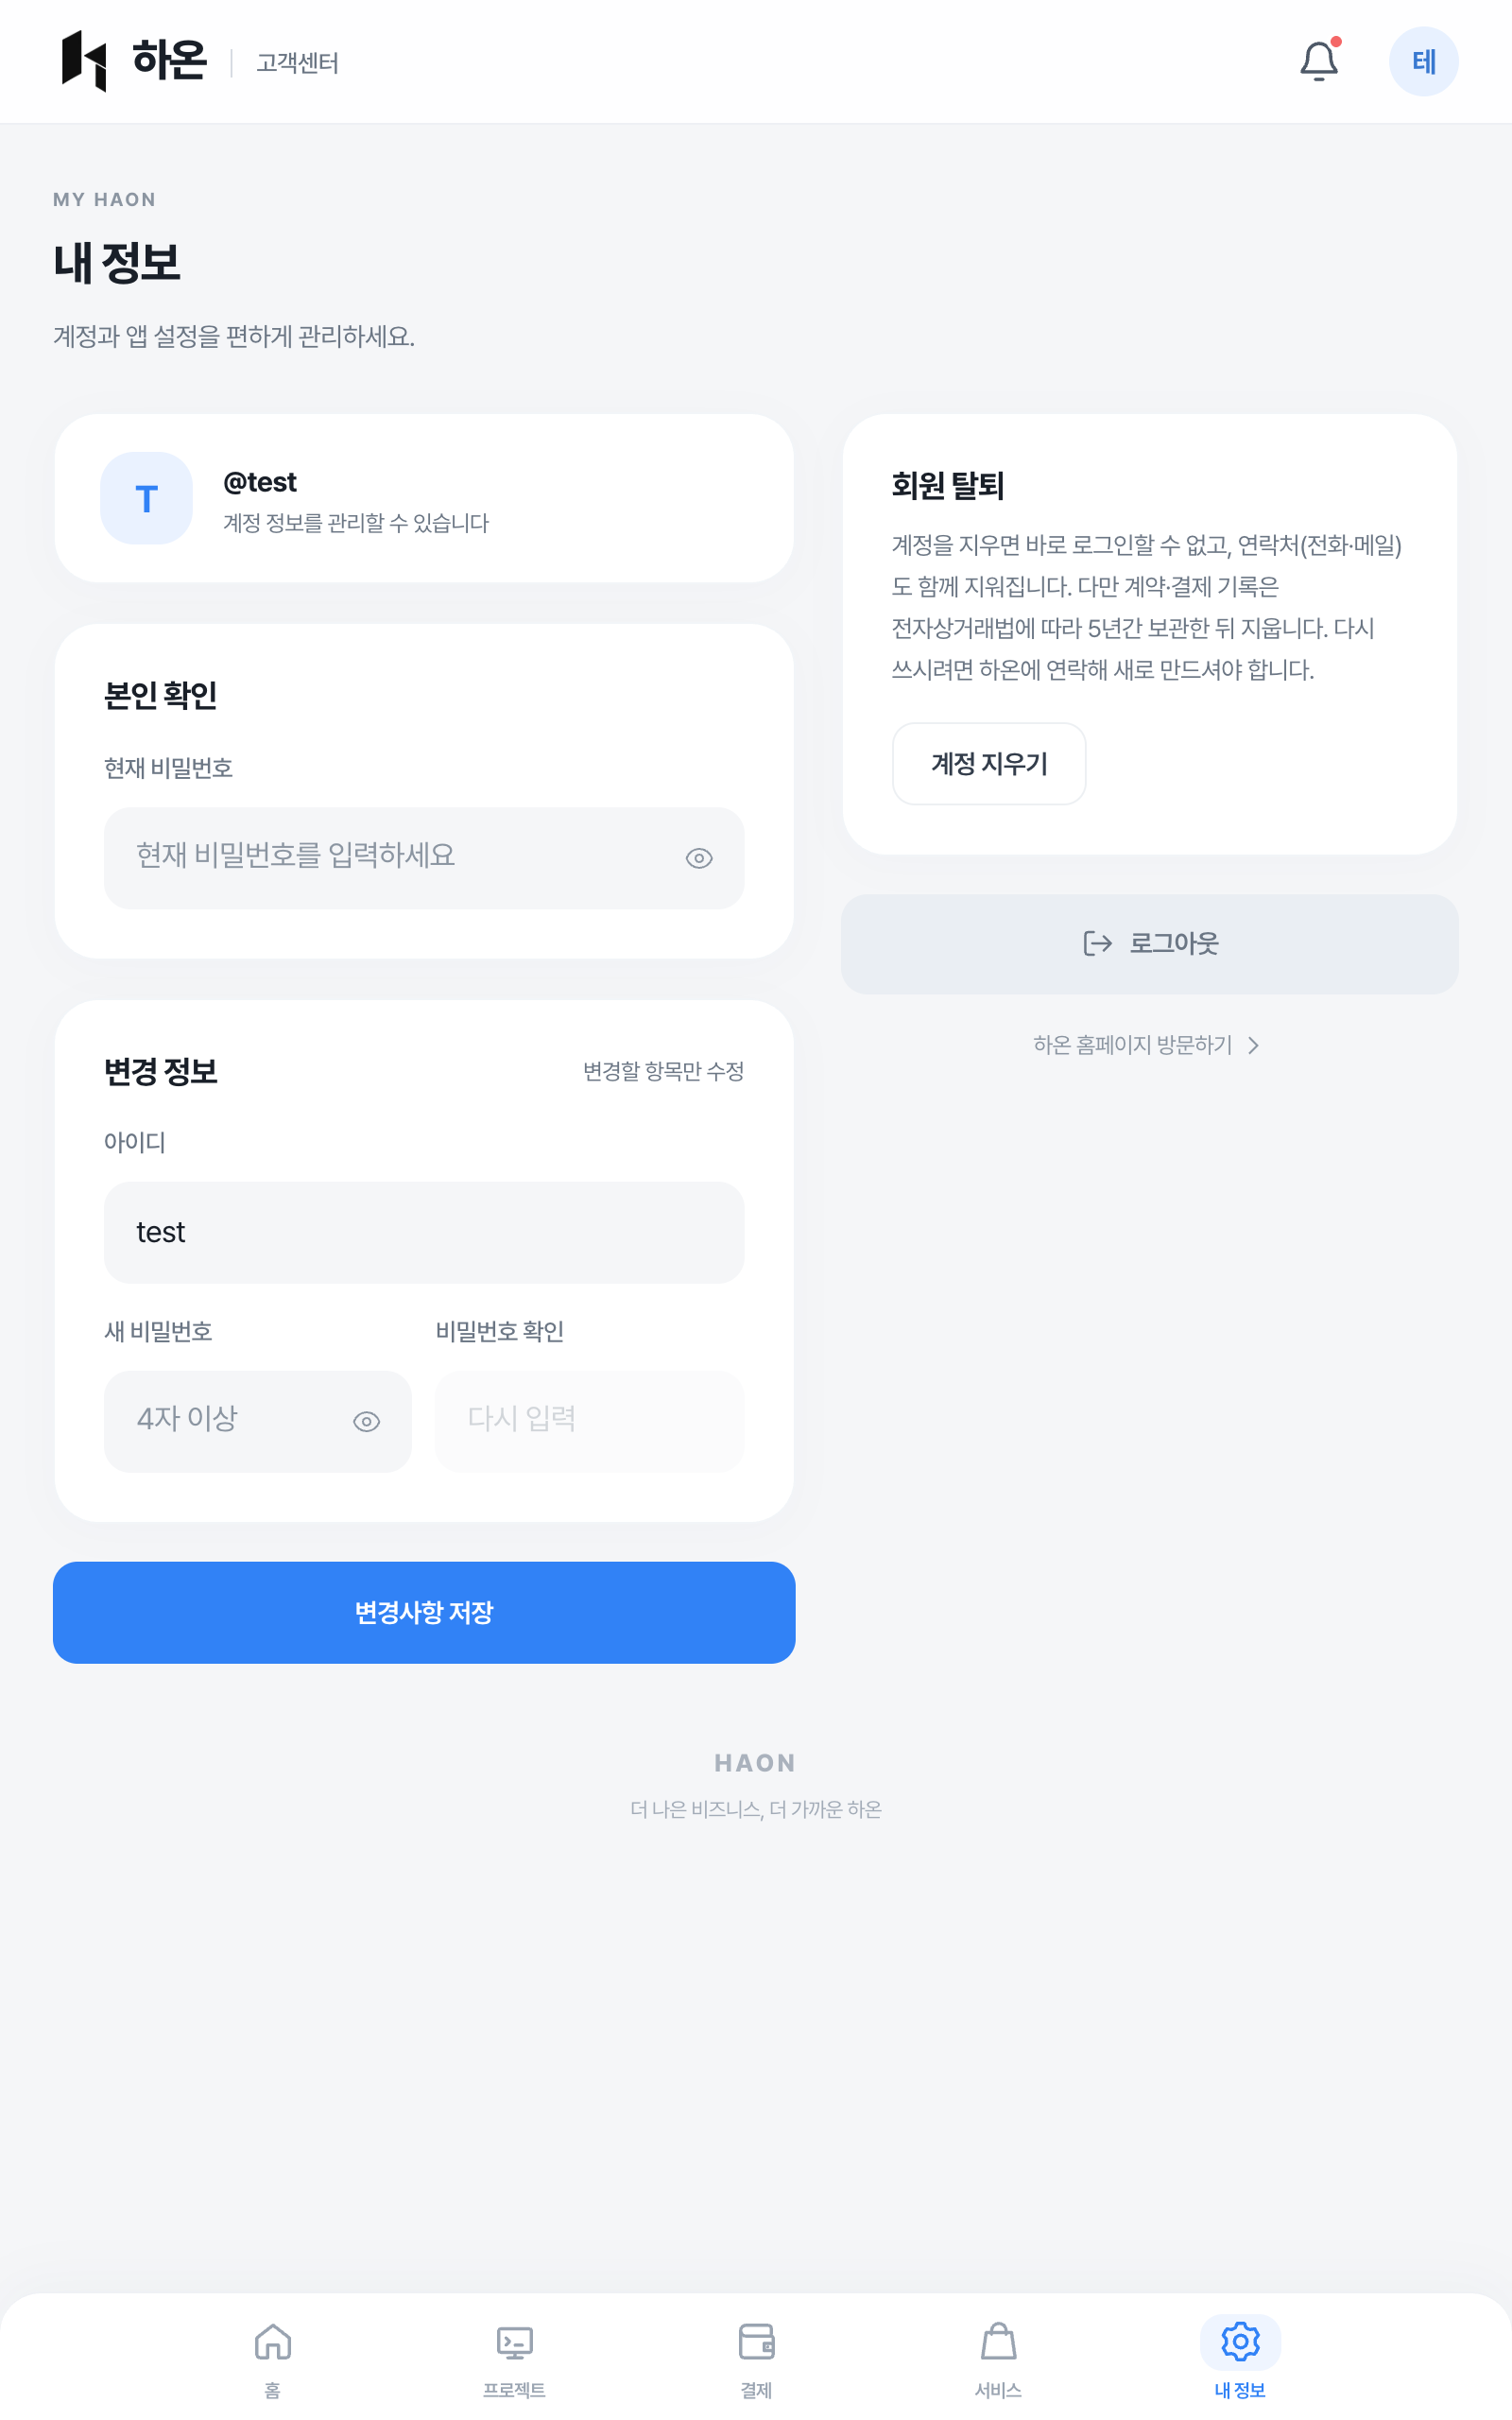 하온
고객센터
테
MY HAON
내 정보
계정과 앱 설정을 편하게 관리하세요.
T
@test
계정 정보를 관리할 수 있습니다
본인 확인
현재 비밀번호
현재 비밀번호를 입력하세요
변경 정보
변경할 항목만 수정
아이디
test
새 비밀번호
비밀번호 확인
4자 이상
다시 입력
변경사항 저장
회원 탈퇴
계정을 지우면 바로 로그인할 수 없고, 연락처(전화·메일)
도 함께 지워집니다. 다만 계약·결제 기록은
전자상거래법에 따라 5년간 보관한 뒤 지웁니다. 다시
쓰시려면 하온에 연락해 새로 만드셔야 합니다.
계정 지우기
로그아웃
하온 홈페이지 방문하기
HAON
더 나은 비즈니스, 더 가까운 하온
홈
프로젝트
결제
서비스
내 정보